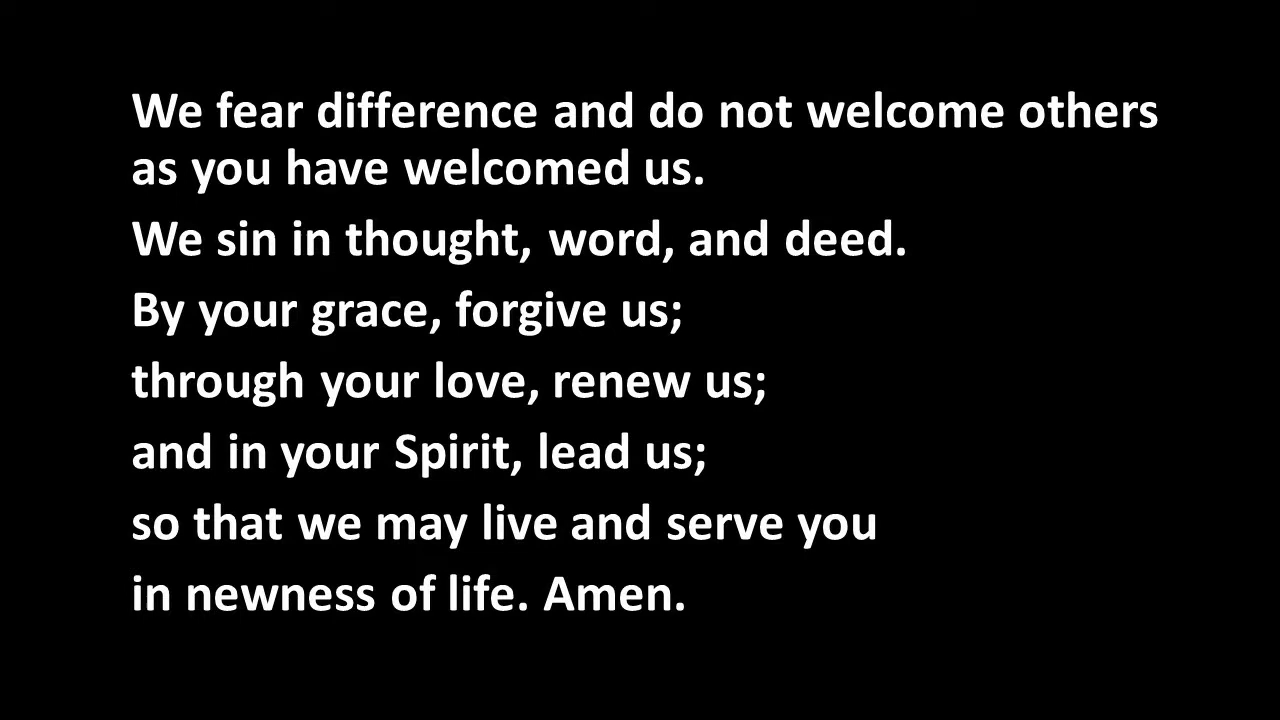 We fear difference and do not welcome others
as you have welcomed us.
We sin in thought, word, and deed.
By your grace, forgive us;
through your love, renew us;
and in your Spirit, lead us;
so that we may live and serve you
in newness of life. Amen.